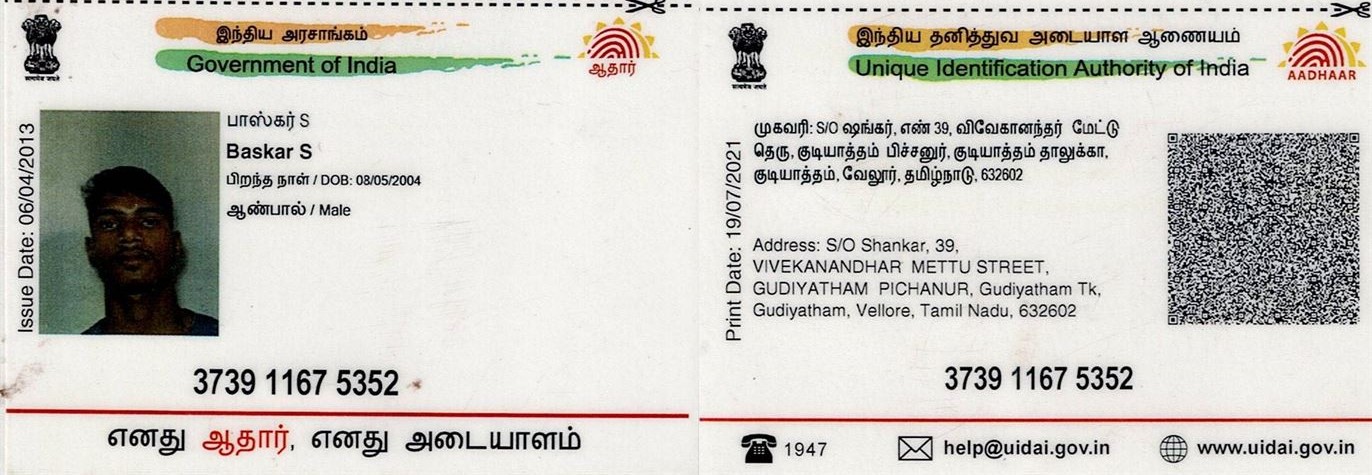 இந்திய அரசாங்கம்
Government of India
ஆதார்
Issue Date: 06/04/2013
பாஸ்கர் S
Baskar S
பிறந்த நாள் / DOB: 08/05/2004
ஆண்பால் / Male
3739 1167 5352
எனது ஆதார், எனது அடையாளம்
இந்திய தனித்துவ அடையாள ஆணையம்
Unique Identification Authority of India
AADHAAR
Print Date: 19/07/2021
முகவரி: S/O ஷங்கர், எண் 39, விவேகானந்தர் மேட்டு
தெரு, குடியாத்தம் பிச்சனுர், குடியாத்தம் தாலுக்கா,
குடியாத்தம், வேலூர், தமிழ்நாடு, 632602
Address: S/O Shankar, 39,
VIVEKANANDHAR METTU STREET,
GUDIYATHAM PICHANUR, Gudiyatham Tk,
Gudiyatham, Vellore, Tamil Nadu, 632602
3739 1167 5352
1947
help@uidai.gov.in
www.uidai.gov.in